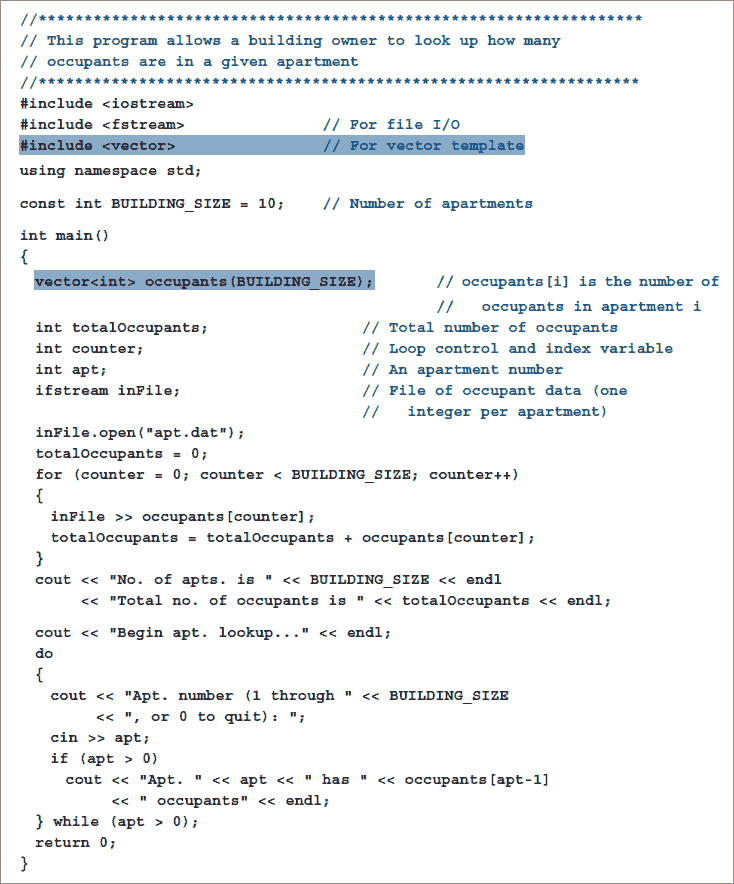 //******************************************************************
// This program allows a building owner to look up how many
// occupants are in a given apartment
//******************************************************************
#include <iostream>
#include <fstream> // For file I/O
#include <vector> // For vector template
using namespace std;
const int BUILDING_SIZE = 10; // Number of apartments
int main()
{
vector<int> occupants(BUILDING_SIZE); // occupants[i] is the number of
// occupants in apartment i
int totalOccupants; // Total number of occupants
int counter; // Loop control and index variable
int apt; // An apartment number
ifstream inFile; // File of occupant data (one
// integer per apartment)
inFile.open("apt.dat");
totalOccupants = 0;
for (counter = 0; counter < BUILDING_SIZE; counter++)
{
inFile >> occupants[counter];
totalOccupants = totalOccupants + occupants[counter];
}
cout << "No. of apts. is " << BUILDING_SIZE << endl
<< "Total no. of occupants is " << totalOccupants << endl;
cout << "Begin apt. lookup..." << endl;
do
{
cout << "Apt. number (1 through " << BUILDING_SIZE
<< ", or 0 to quit): ";
cin >> apt;
if (apt > 0)
cout << "Apt. " << apt << " has " << occupants[apt-1]
<< " occupants" << endl;
} while (apt > 0);
return 0;
}